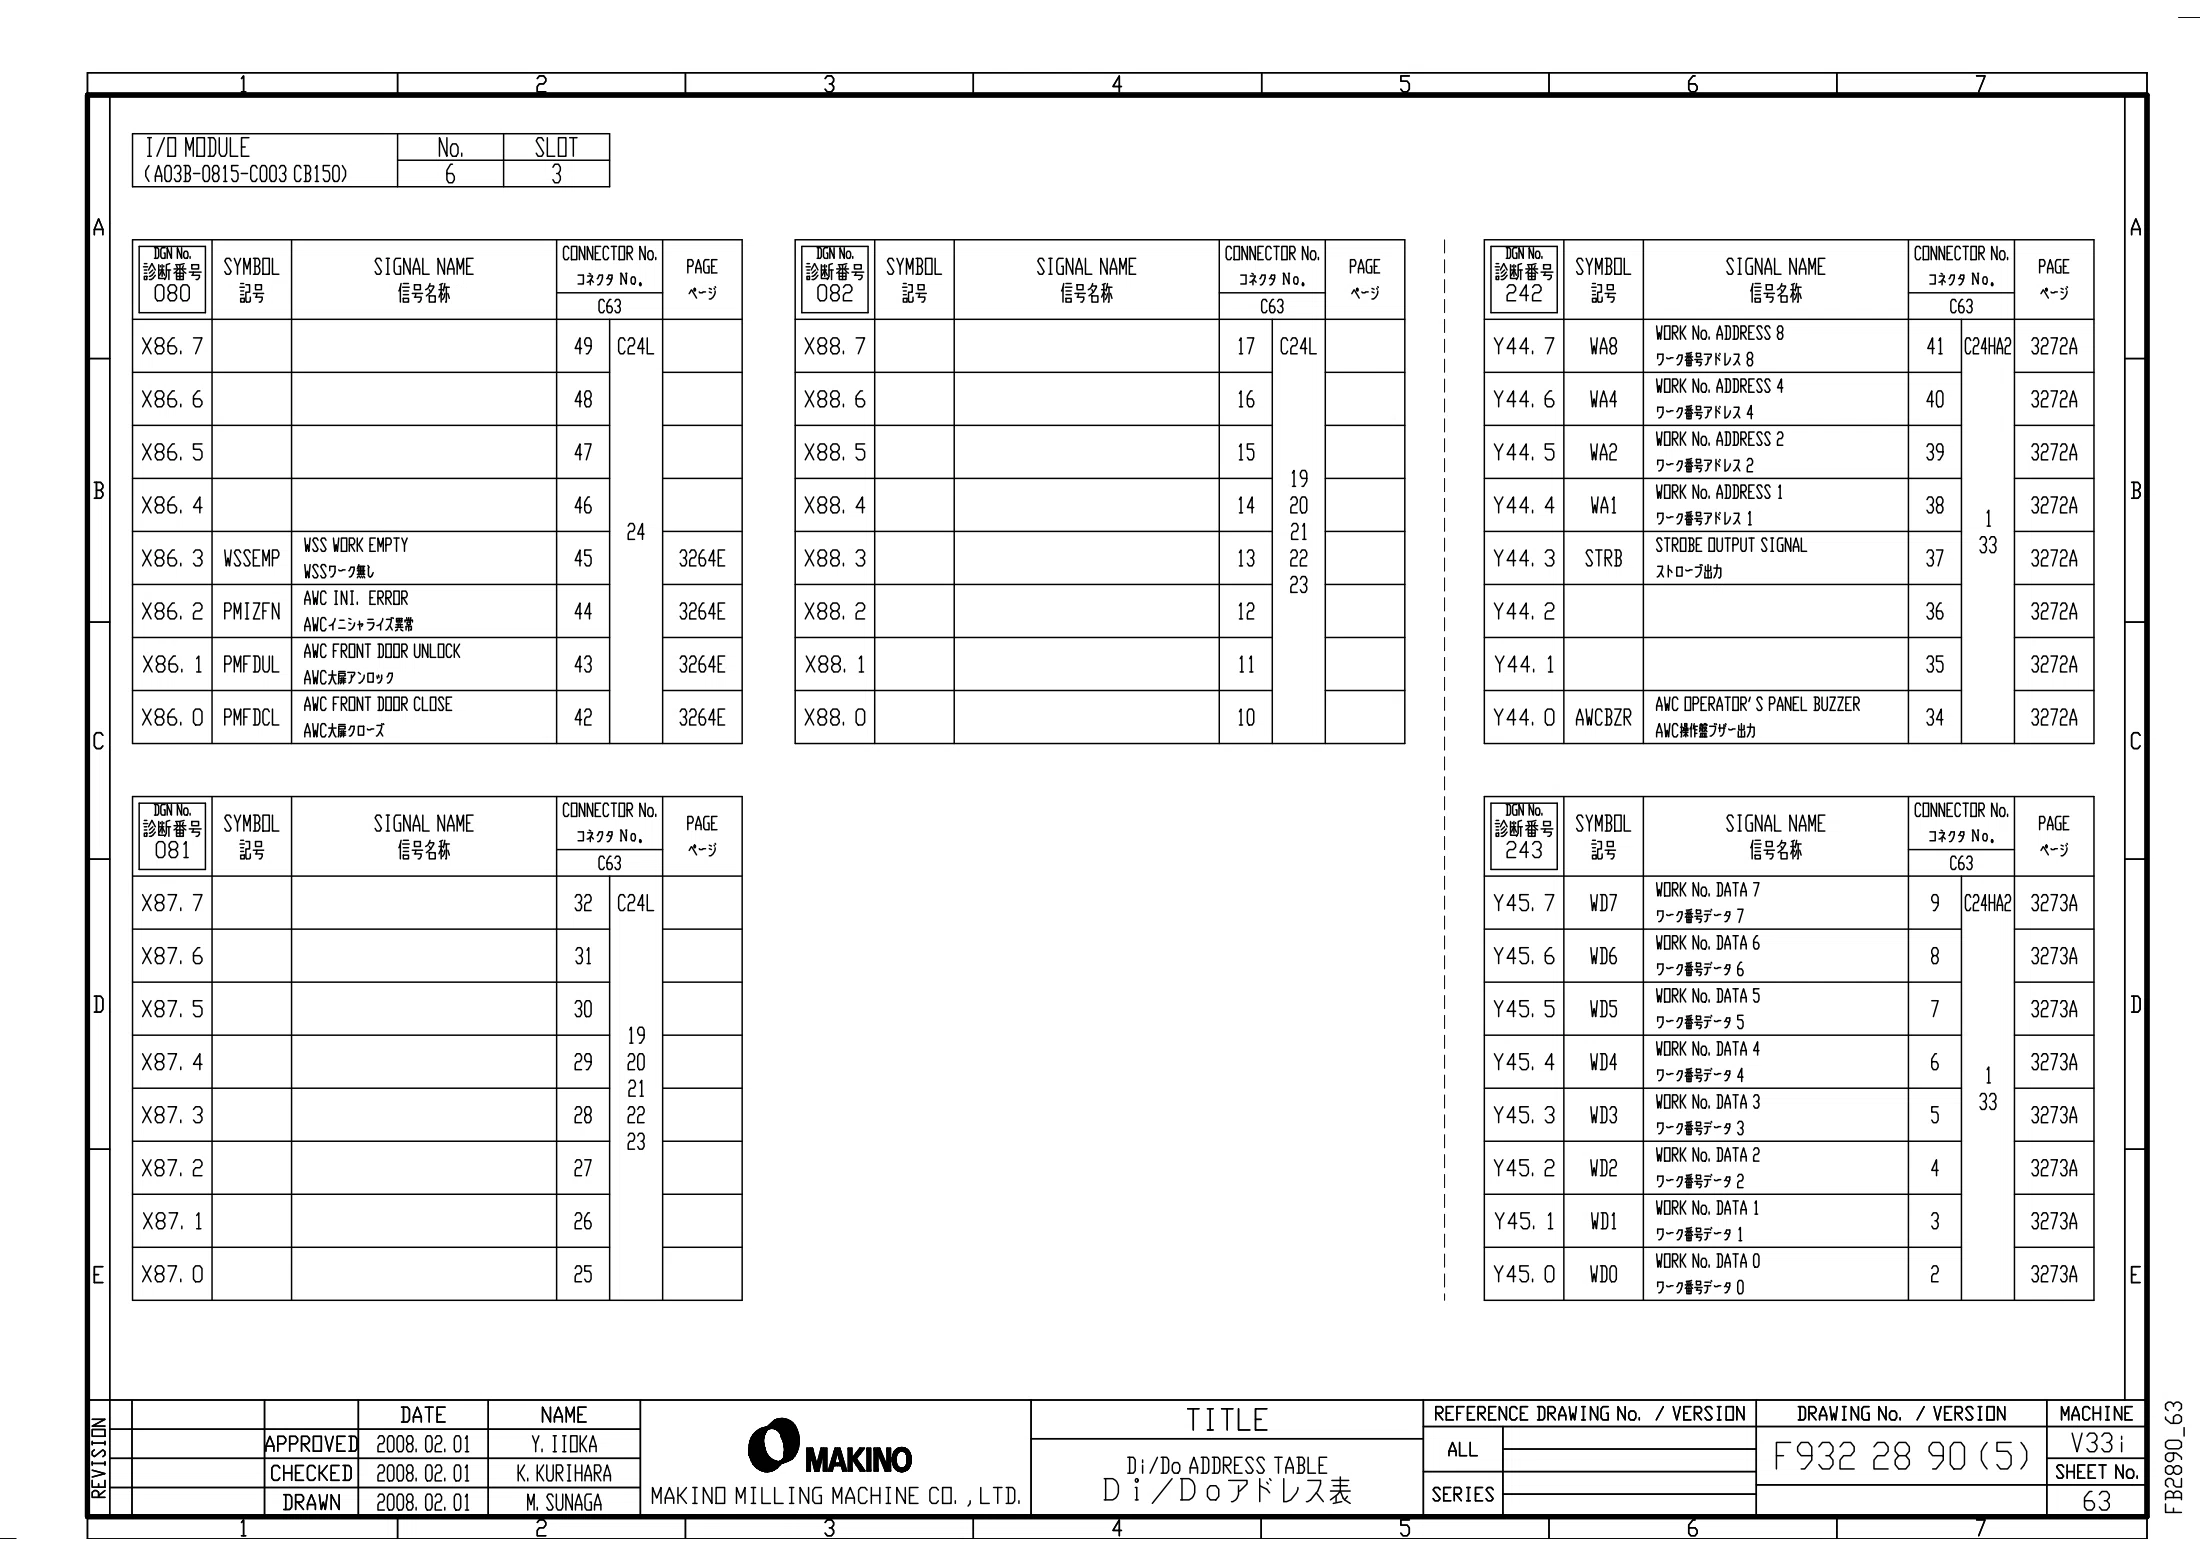 1 2 3 4 5 6 7
I/O MODULE No. SLOT
(A03B-0815-C003 CB150) 6 3
A A
B B
C C
D D
E E
DGN No. CONNECTOR No.
診断番号 SYMBOL SIGNAL NAME コネクタ No. PAGE
080 記号 信号名称 C63 ページ
X86. 7 49 C24L
X86. 6 48
X86. 5 47
X86. 4 46
24
X86. 3 WSSEMP WSS WORK EMPTY 45 3264E
WSSワーク無し
X86. 2 PMIZFN AWC INI. ERROR 44 3264E
AWCイニシャライズ異常
X86. 1 PMFDUL AWC FRONT DOOR UNLOCK 43 3264E
AWC大扉アンロック
X86. 0 PMFDCL AWC FRONT DOOR CLOSE 42 3264E
AWC大扉クローズ
DGN No. CONNECTOR No.
診断番号 SYMBOL SIGNAL NAME コネクタ No. PAGE
082 記号 信号名称 C63 ページ
X88. 7 17 C24L
X88. 6 16
X88. 5 15
19
X88. 4 14 20
21
X88. 3 13 22
23
X88. 2 12
X88. 1 11
X88. 0 10
DGN No. CONNECTOR No.
診断番号 SYMBOL SIGNAL NAME コネクタ No. PAGE
242 記号 信号名称 C63 ページ
Y44. 7 WA8 WORK No. ADDRESS 8 41 C24HA2 3272A
ワーク番号アドレス 8
Y44. 6 WA4 WORK No. ADDRESS 4 40 3272A
ワーク番号アドレス 4
Y44. 5 WA2 WORK No. ADDRESS 2 39 3272A
ワーク番号アドレス 2
Y44. 4 WA1 WORK No. ADDRESS 1 38 3272A
ワーク番号アドレス 1 1
Y44. 3 STRB STROBE OUTPUT SIGNAL 37 33 3272A
ストローブ出力
Y44. 2 36 3272A
Y44. 1 35 3272A
Y44. 0 AWCBZR AWC OPERATOR'S PANEL BUZZER 34 3272A
AWC操作盤ブザー出力
DGN No. CONNECTOR No.
診断番号 SYMBOL SIGNAL NAME コネクタ No. PAGE
081 記号 信号名称 C63 ページ
X87. 7 32 C24L
X87. 6 31
X87. 5 30
19
X87. 4 29 20
21
X87. 3 28 22
23
X87. 2 27
X87. 1 26
X87. 0 25
DGN No. CONNECTOR No.
診断番号 SYMBOL SIGNAL NAME コネクタ No. PAGE
243 記号 信号名称 C63 ページ
Y45. 7 WD7 WORK No. DATA 7 9 C24HA2 3273A
ワーク番号データ 7
Y45. 6 WD6 WORK No. DATA 6 8 3273A
ワーク番号データ 6
Y45. 5 WD5 WORK No. DATA 5 7 3273A
ワーク番号データ 5
Y45. 4 WD4 WORK No. DATA 4 6 3273A
ワーク番号データ 4 1
Y45. 3 WD3 WORK No. DATA 3 5 33 3273A
ワーク番号データ 3
Y45. 2 WD2 WORK No. DATA 2 4 3273A
ワーク番号データ 2
Y45. 1 WD1 WORK No. DATA 1 3 3273A
ワーク番号データ 1
Y45. 0 WD0 WORK No. DATA 0 2 3273A
ワーク番号データ 0
REVISION
DATE NAME
APPROVED 2008. 02. 01 Y. IIOKA
CHECKED 2008. 02. 01 K. KURIHARA
DRAWN 2008. 02. 01 M. SUNAGA
MAKINO
MAKINO MILLING MACHINE CO. , LTD.
TITLE
Di/Do ADDRESS TABLE
Di/Doアドレス表
REFERENCE DRAWING No. / VERSION
ALL
SERIES
DRAWING No. / VERSION
F932 28 90 (5)
MACHINE
V33i
SHEET No.
63
FB2890_63
1 2 3 4 5 6 7